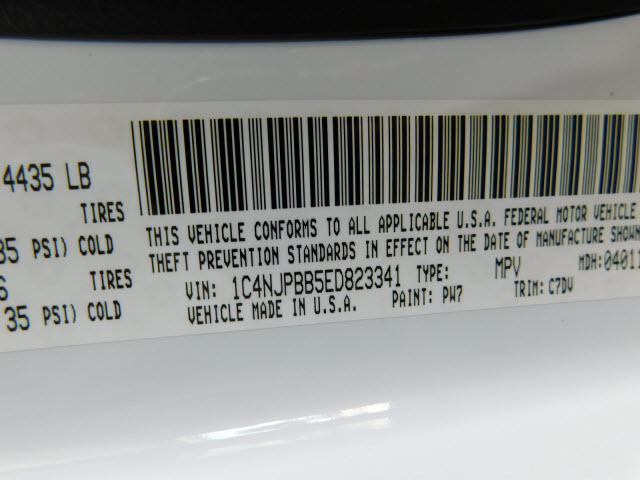 4435 LB
TIRES
35 PSI) COLD
35 PSI) COLD
THIS VEHICLE CONFORMS TO ALL APPLICABLE U.S.A. FEDERAL MOTOR VEHICLE
THEFT PREVENTION STANDARDS IN EFFECT ON THE DATE OF MANUFACTURE SHOWN
VIN: 1C4NJPBB5ED823341 TYPE: MPV MDH: 04011
VEHICLE MADE IN U.S.A. PAINT: PW7 TRIM: C7DV